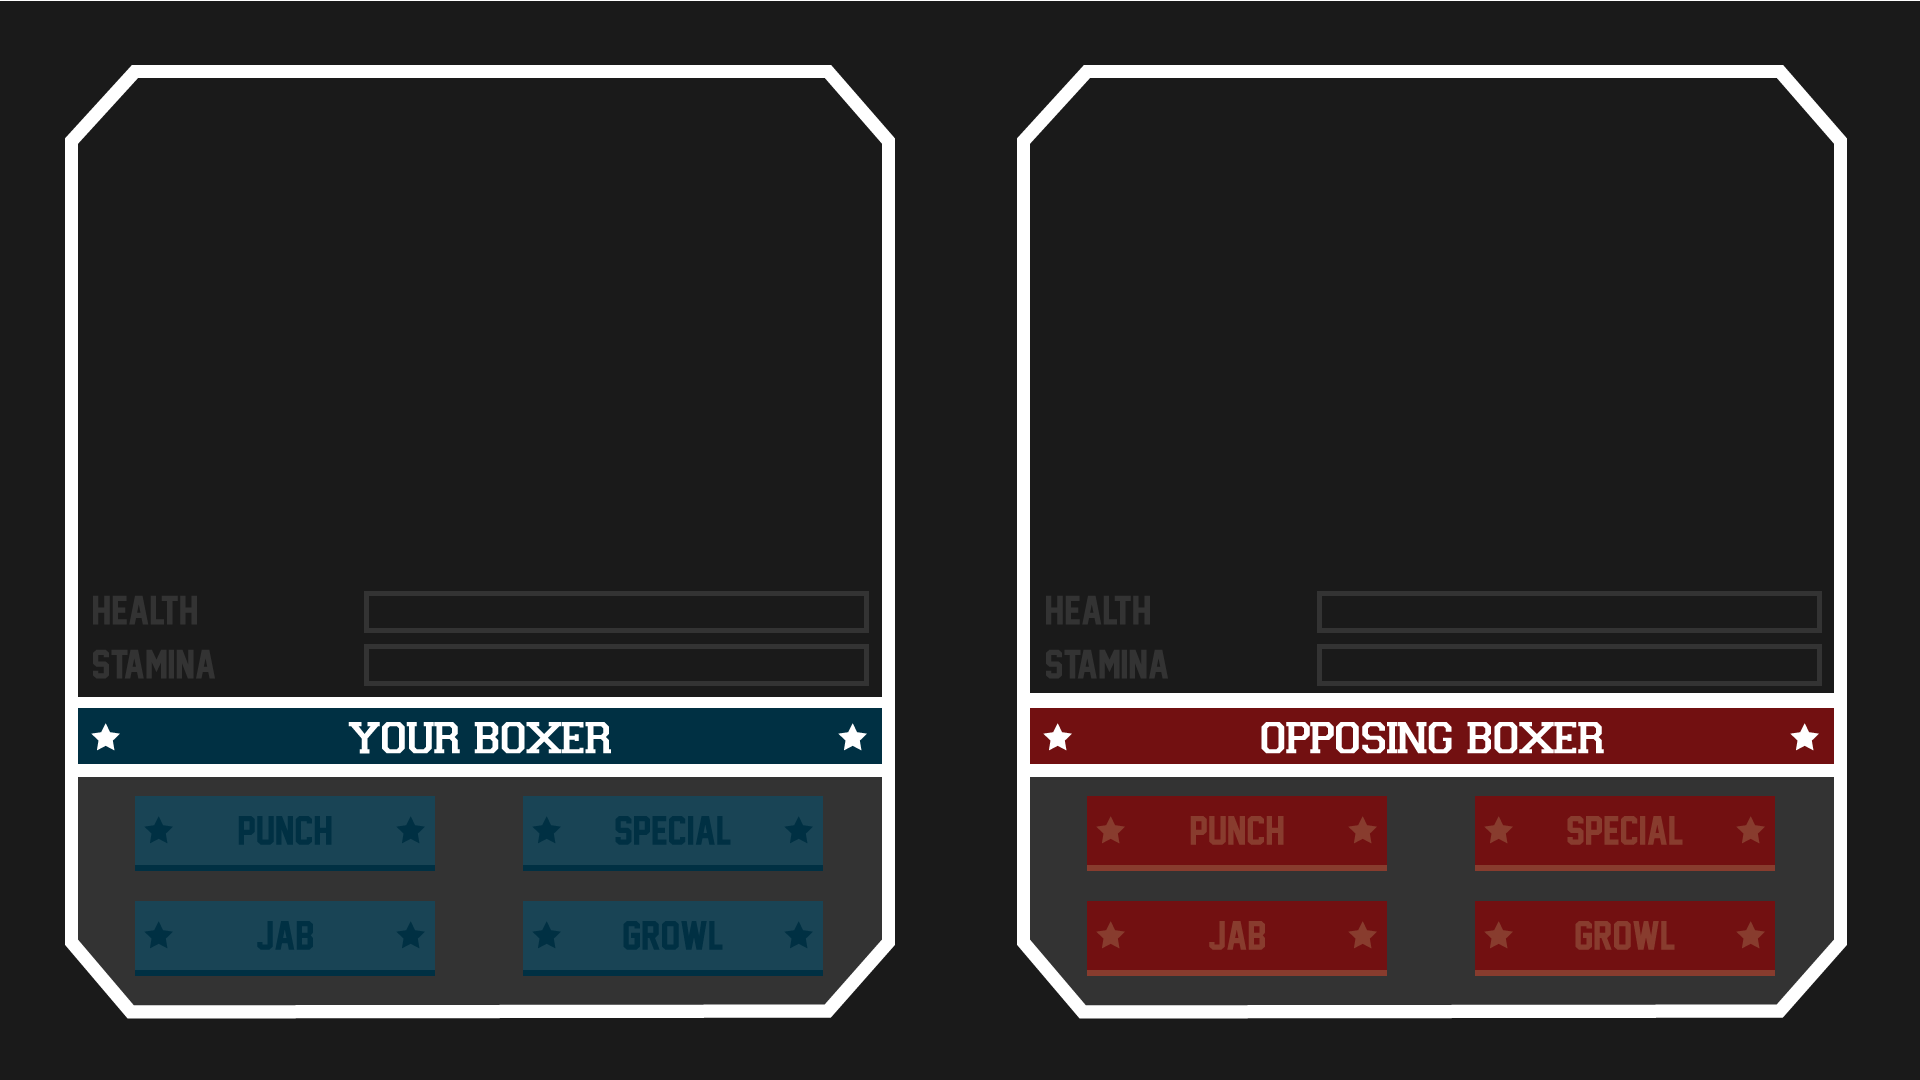 HEALTH
STAMINA
YOUR BOXER
PUNCH
SPECIAL
JAB
GROWL
HEALTH
STAMINA
OPPOSING BOXER
PUNCH
SPECIAL
JAB
GROWL